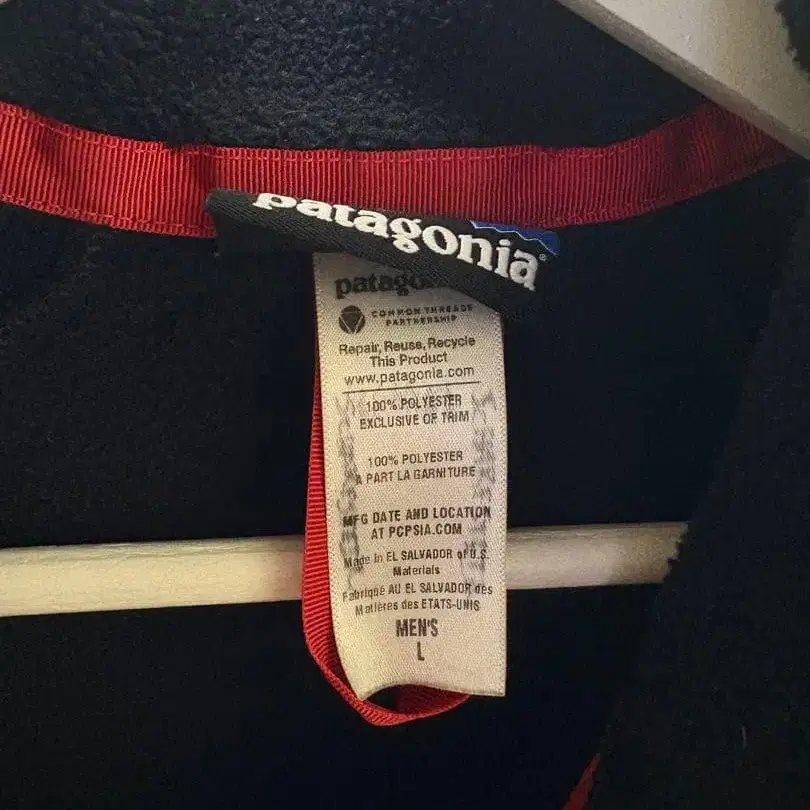 patagonia®
patago
COMMON THREADS
PARTNERSHIP
Repair, Reuse, Recycle
This Product
www.patagonia.com
100% POLYESTER
EXCLUSIVE OF TRIM
100% POLYESTER
A PART LA GARNITURE
MFG DATE AND LOCATION
AT PCPSIA.COM
Made in EL SALVADOR of U.S.
Materials
Fabriqué AU EL SALVADOR des
Matières des ETATS-UNIS
MEN'S
L